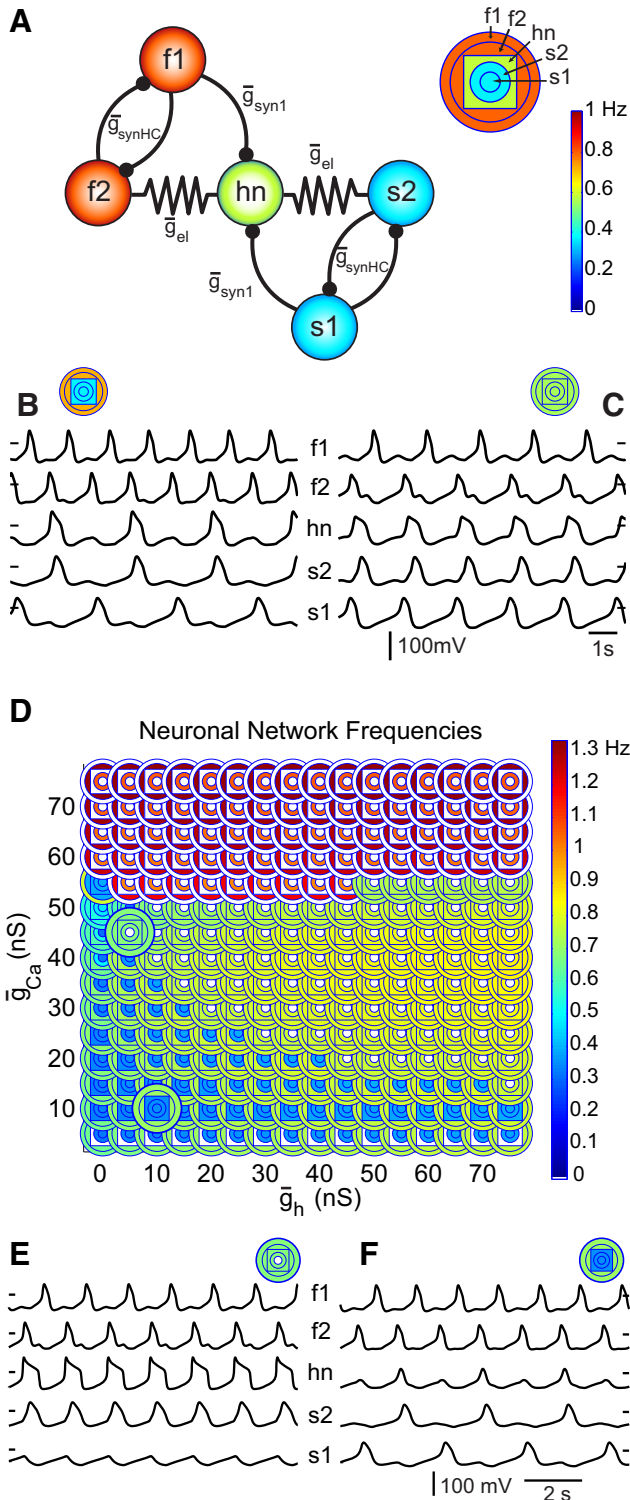 A
f1
f2
hn
s2
s1
f1
ḡsynHC
ḡsyn1
1 Hz
0.8
0.6
0.4
0.2
0
f2
hn
s2
ḡel
ḡel
ḡsyn1
ḡsynHC
s1
B
C
f1
f2
hn
s2
s1
100mV
1s
D
Neuronal Network Frequencies
1.3 Hz
1.2
1.1
1
0.9
0.8
0.7
0.6
0.5
0.4
0.3
0.2
0.1
0
70
60
50
40
30
20
10
ḡCa (nS)
0 10 20 30 40 50 60 70
ḡh (nS)
E
F
f1
f2
hn
s2
s1
100 mV
2 s